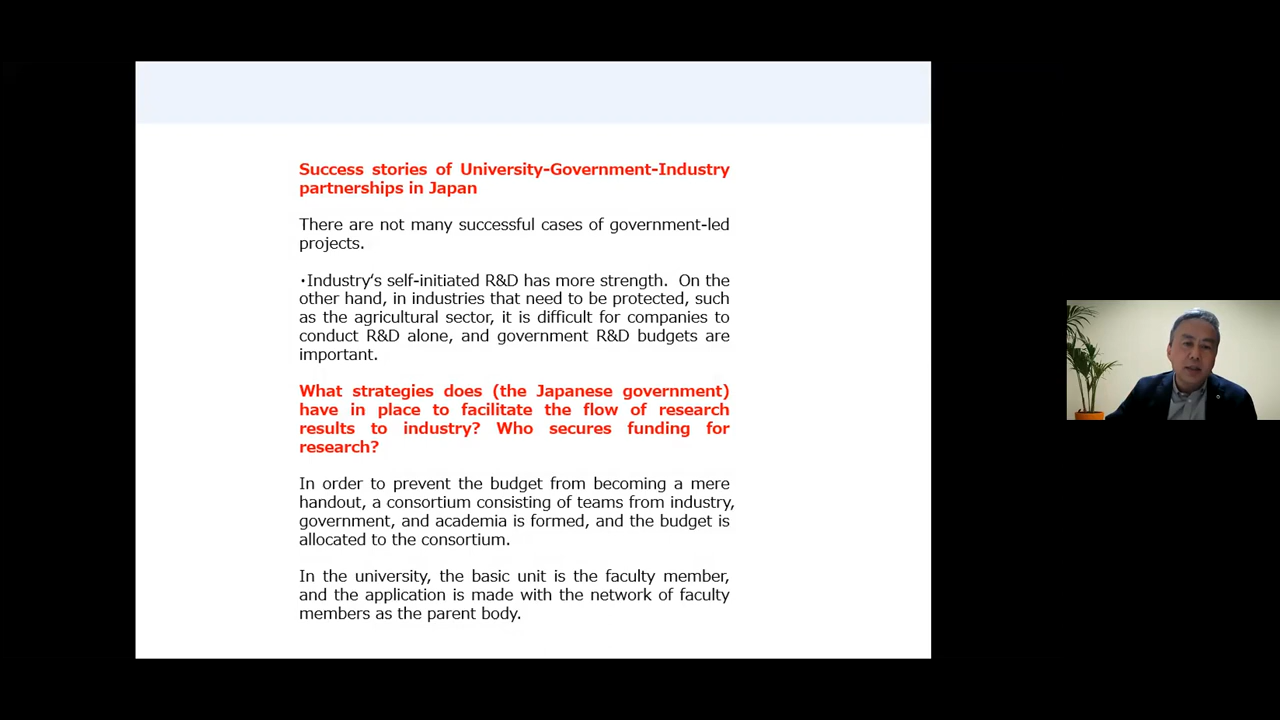 Success stories of University-Government-Industry
partnerships in Japan
There are not many successful cases of government-led
projects.
・Industry‘s self-initiated R&D has more strength.  On the
other hand, in industries that need to be protected, such
as the agricultural sector, it is difficult for companies to
conduct R&D alone, and government R&D budgets are
important.
What strategies does (the Japanese government)
have in place to facilitate the flow of research
results to industry? Who secures funding for
research?
In order to prevent the budget from becoming a mere
handout, a consortium consisting of teams from industry,
government, and academia is formed, and the budget is
allocated to the consortium.
In the university, the basic unit is the faculty member,
and the application is made with the network of faculty
members as the parent body.